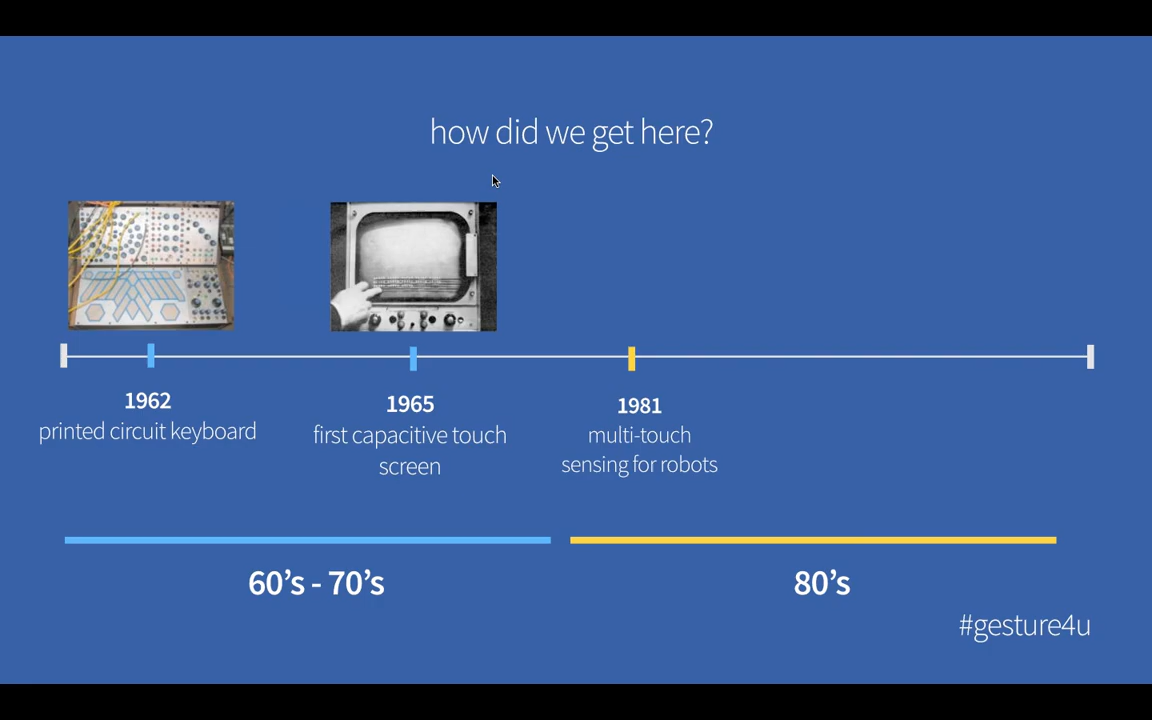 how did we get here?
1962
printed circuit keyboard
1965
first capacitive touch
screen
1981
multi-touch
sensing for robots
60’s - 70’s
80’s
#gesture4u